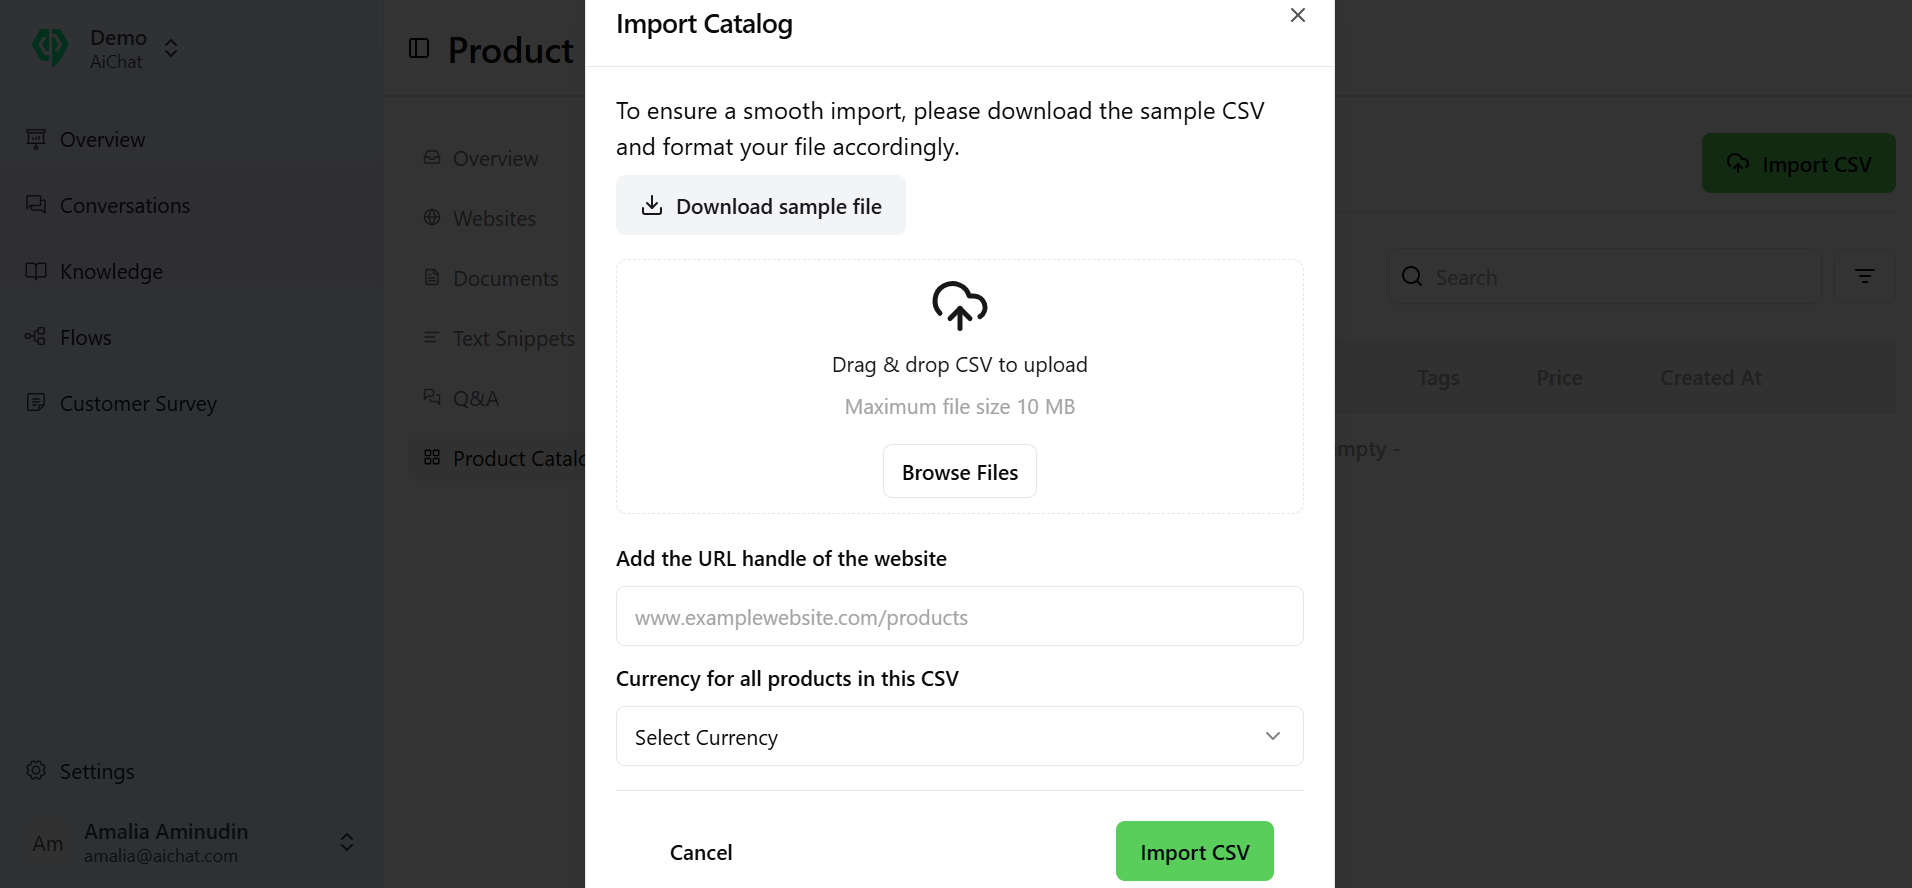 Demo
AiChat
Overview
Conversations
Knowledge
Flows
Customer Survey
Settings
Am
Amalia Aminudin
amalia@aichat.com
Product
Overview
Websites
Documents
Text Snippets
Q&A
Product Catalo
Import Catalog
To ensure a smooth import, please download the sample CSV
and format your file accordingly.
Download sample file
Drag & drop CSV to upload
Maximum file size 10 MB
Browse Files
Add the URL handle of the website
www.examplewebsite.com/products
Currency for all products in this CSV
Select Currency
Cancel
Import CSV
Import CSV
Search
Tags
Price
Created At
empty -